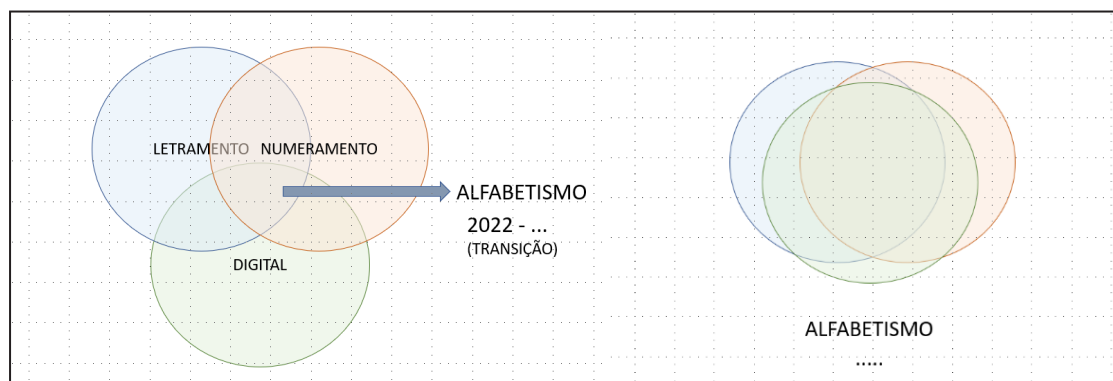 LETRAMENTO
NUMERAMENTO
DIGITAL
ALFABETISMO
2022 - ...
(TRANSIÇÃO)
ALFABETISMO
.....